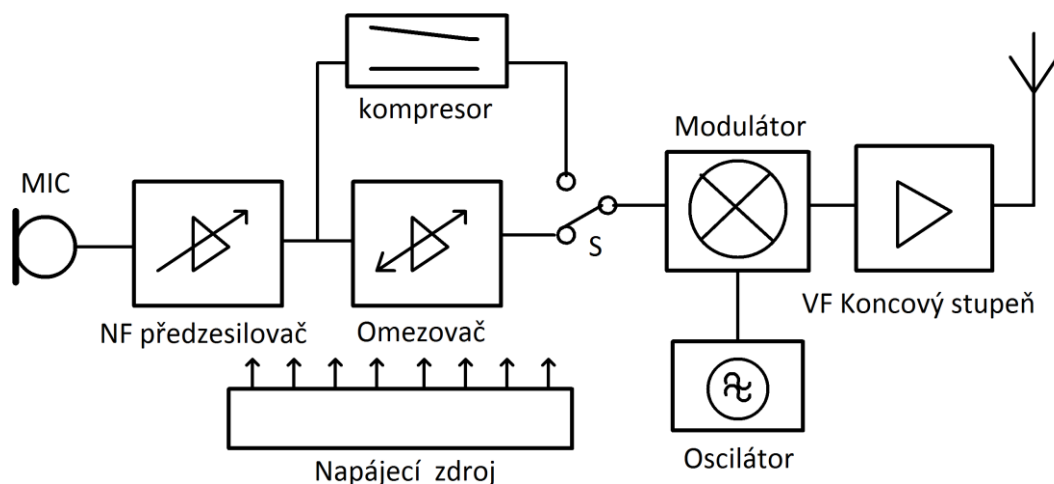 kompresor
Modulátor
MIC
S
NF předzesilovač
Omezovač
VF Koncový stupeň
Napájecí zdroj
Oscilátor